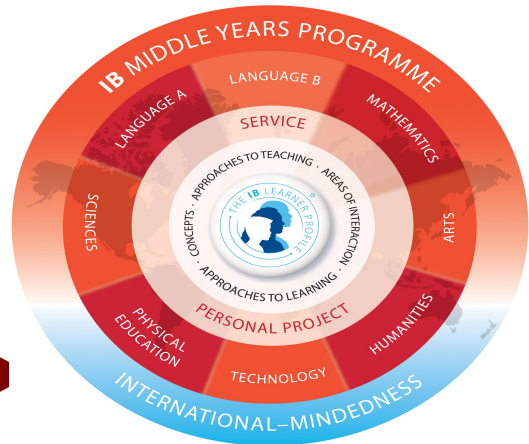 IB MIDDLE YEARS PROGRAMME
LANGUAGE A
LANGUAGE B
MATHEMATICS
SCIENCES
ARTS
PHYSICAL
EDUCATION
TECHNOLOGY
HUMANITIES
SERVICE
PERSONAL PROJECT
· APPROACHES TO TEACHING · AREAS OF INTERACTION
· CONCEPTS · APPROACHES TO LEARNING ·
THE IB LEARNER PROFILE ®
INTERNATIONAL–MINDEDNESS